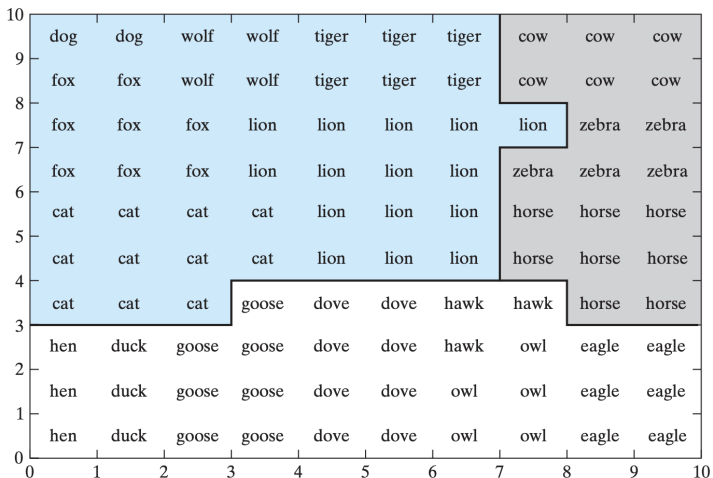 10
dog dog wolf wolf tiger tiger tiger cow cow cow
9
fox fox wolf wolf tiger tiger tiger cow cow cow
8
fox fox fox lion lion lion lion lion zebra zebra
7
fox fox fox lion lion lion lion zebra zebra zebra
6
cat cat cat cat lion lion lion horse horse horse
5
cat cat cat cat lion lion lion horse horse horse
4
cat cat cat goose dove dove hawk hawk horse horse
3
hen duck goose goose dove dove hawk owl eagle eagle
2
hen duck goose goose dove dove owl owl eagle eagle
1
hen duck goose goose dove dove owl owl eagle eagle
0
0 1 2 3 4 5 6 7 8 9 10